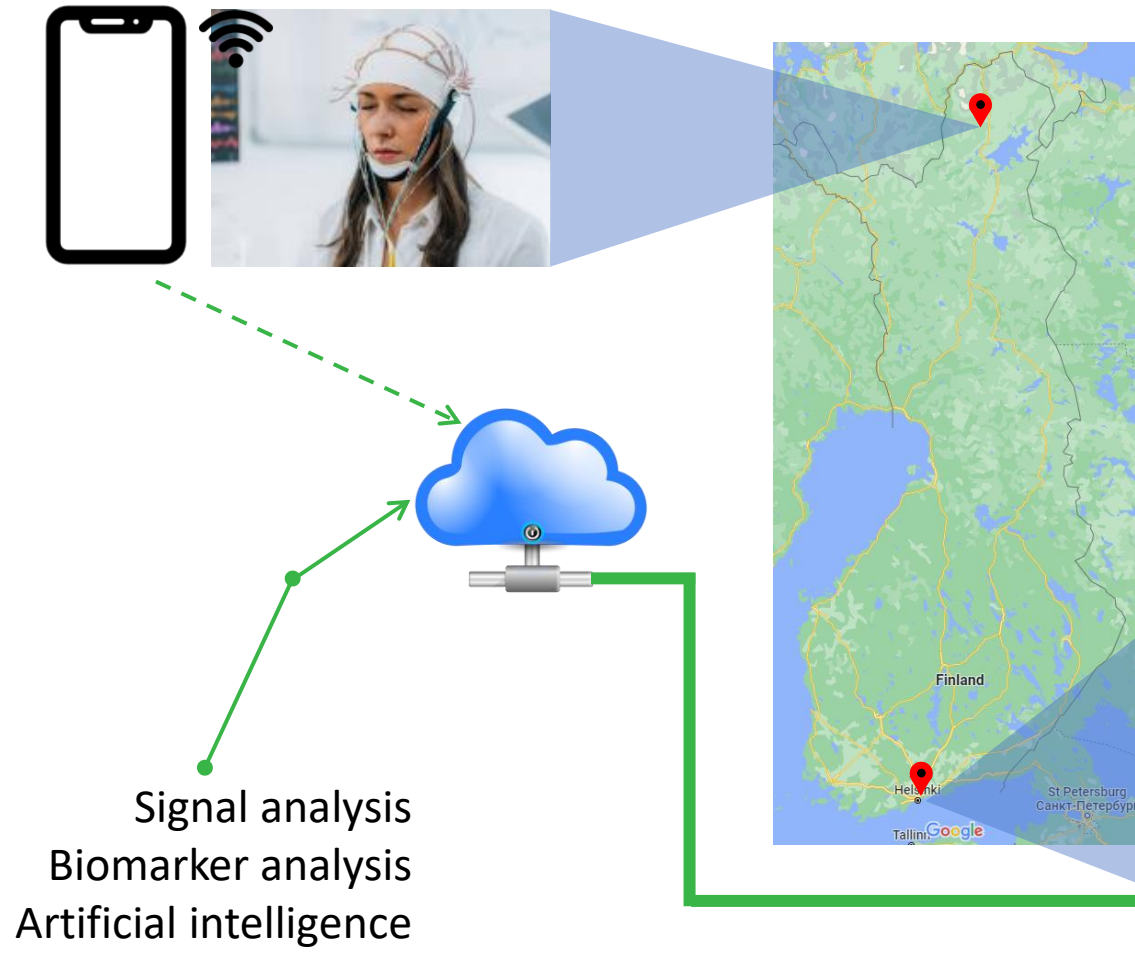 Finland
Helsinki
St Petersburg
Санкт-Петербург
Tallinn
Google
Signal analysis
Biomarker analysis
Artificial intelligence